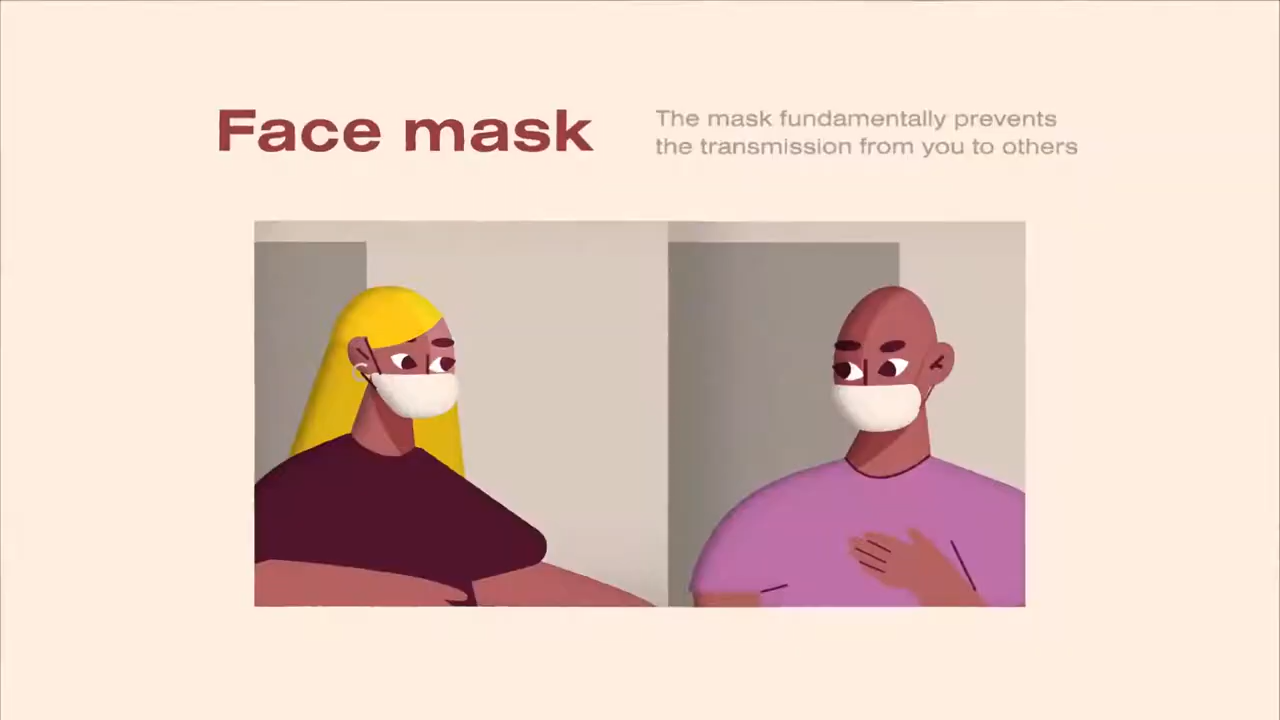 Face mask
The mask fundamentally prevents
the transmission from you to others